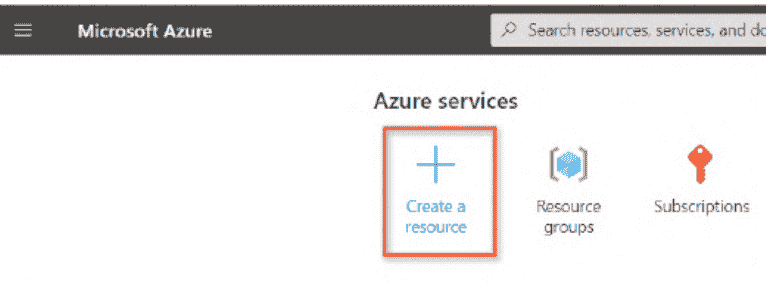 Microsoft Azure
Search resources, services, and do
Azure services
Create a
resource
Resource
groups
Subscriptions